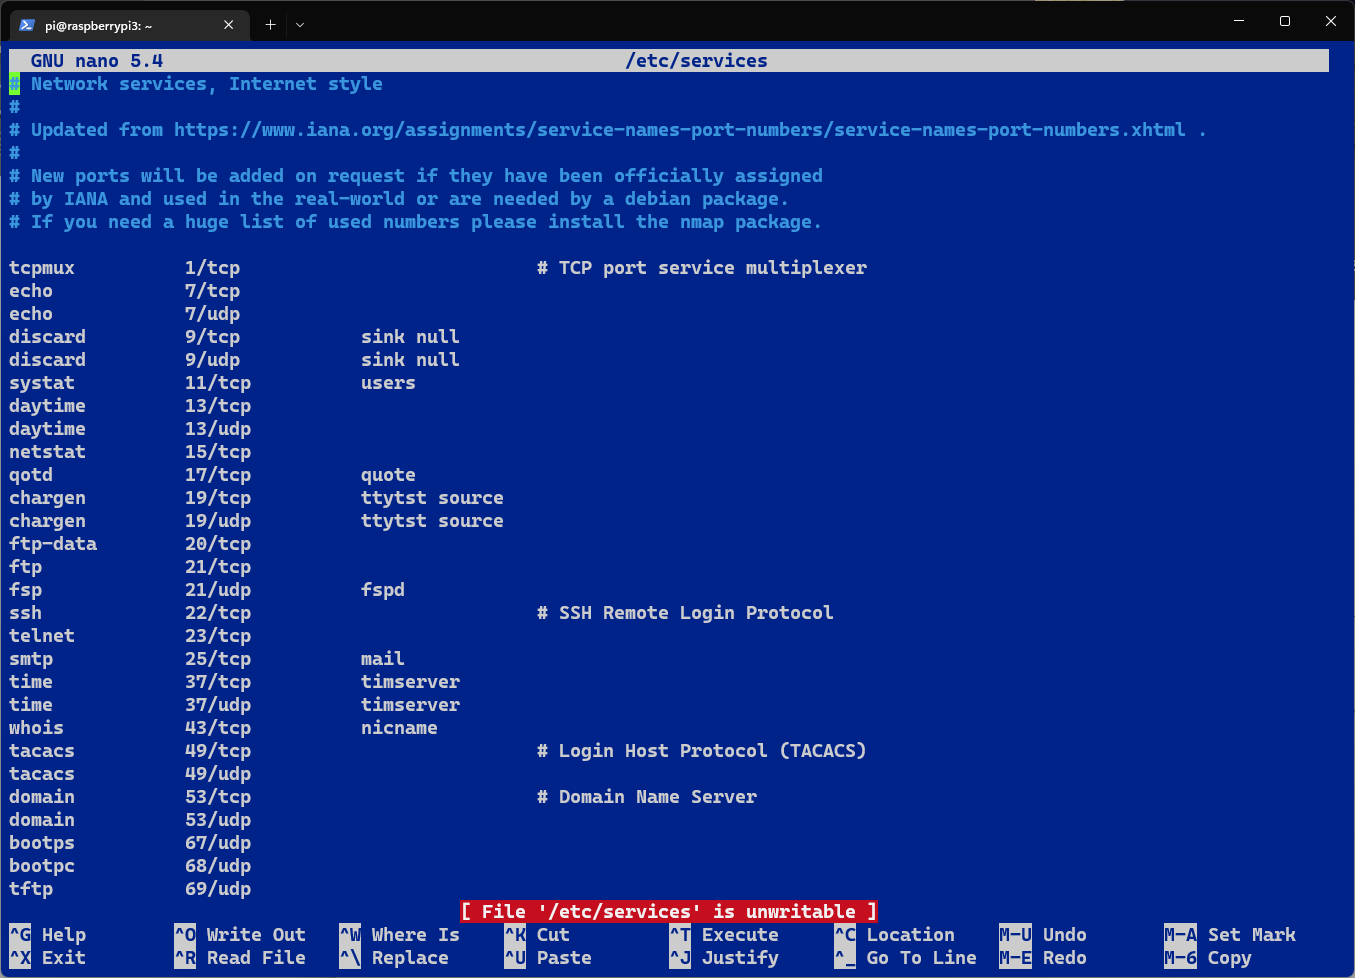 pi@raspberrypi3: ~
GNU nano 5.4 /etc/services
# Network services, Internet style
#
# Updated from https://www.iana.org/assignments/service-names-port-numbers/service-names-port-numbers.xhtml .
#
# New ports will be added on request if they have been officially assigned
# by IANA and used in the real-world or are needed by a debian package.
# If you need a huge list of used numbers please install the nmap package.
tcpmux 1/tcp # TCP port service multiplexer
echo 7/tcp
echo 7/udp
discard 9/tcp sink null
discard 9/udp sink null
systat 11/tcp users
daytime 13/tcp
daytime 13/udp
netstat 15/tcp
qotd 17/tcp quote
chargen 19/tcp ttytst source
chargen 19/udp ttytst source
ftp-data 20/tcp
ftp 21/tcp
fsp 21/udp fspd
ssh 22/tcp # SSH Remote Login Protocol
telnet 23/tcp
smtp 25/tcp mail
time 37/tcp timserver
time 37/udp timserver
whois 43/tcp nicname
tacacs 49/tcp # Login Host Protocol (TACACS)
tacacs 49/udp
domain 53/tcp # Domain Name Server
domain 53/udp
bootps 67/udp
bootpc 68/udp
tftp 69/udp
[ File '/etc/services' is unwritable ]
^G Help ^O Write Out ^W Where Is ^K Cut ^T Execute ^C Location M-U Undo M-A Set Mark
^X Exit ^R Read File ^\ Replace ^U Paste ^J Justify ^_ Go To Line M-E Redo M-6 Copy